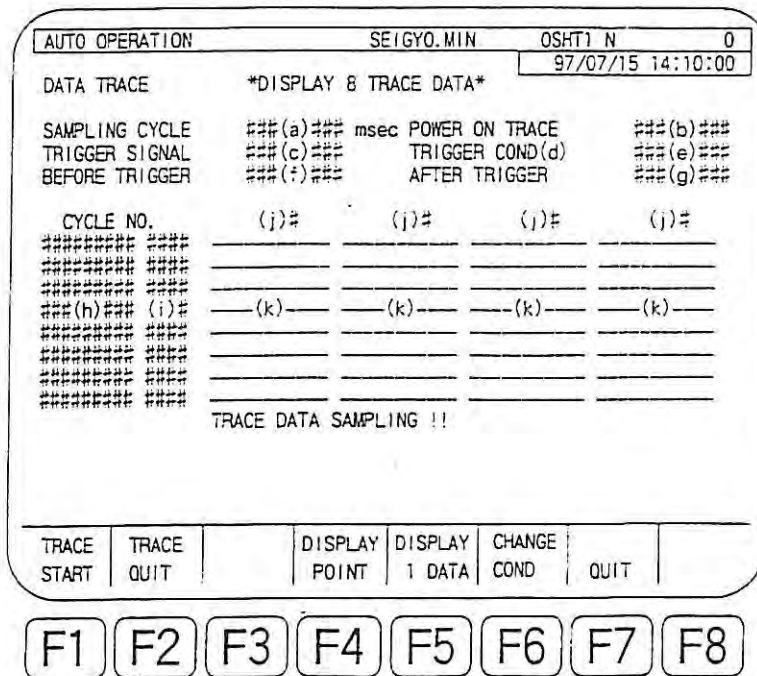 AUTO OPERATION SEIGYO.MIN OSHT1 N 0
97/07/15 14:10:00
DATA TRACE *DISPLAY 8 TRACE DATA*
SAMPLING CYCLE ###(a)### msec POWER ON TRACE ###(b)###
TRIGGER SIGNAL ###(c)### TRIGGER COND(d) ###(e)###
BEFORE TRIGGER ###(f)### AFTER TRIGGER ###(g)###
CYCLE NO. (j)# (j)# (j)# (j)#
######### ####
######### ####
######### ####
###(h)### (i)# (k) (k) (k) (k)
######### ####
######### ####
######### ####
######### ####
TRACE DATA SAMPLING !!
TRACE START
TRACE QUIT
DISPLAY POINT
DISPLAY 1 DATA
CHANGE COND
QUIT
F1 F2 F3 F4 F5 F6 F7 F8